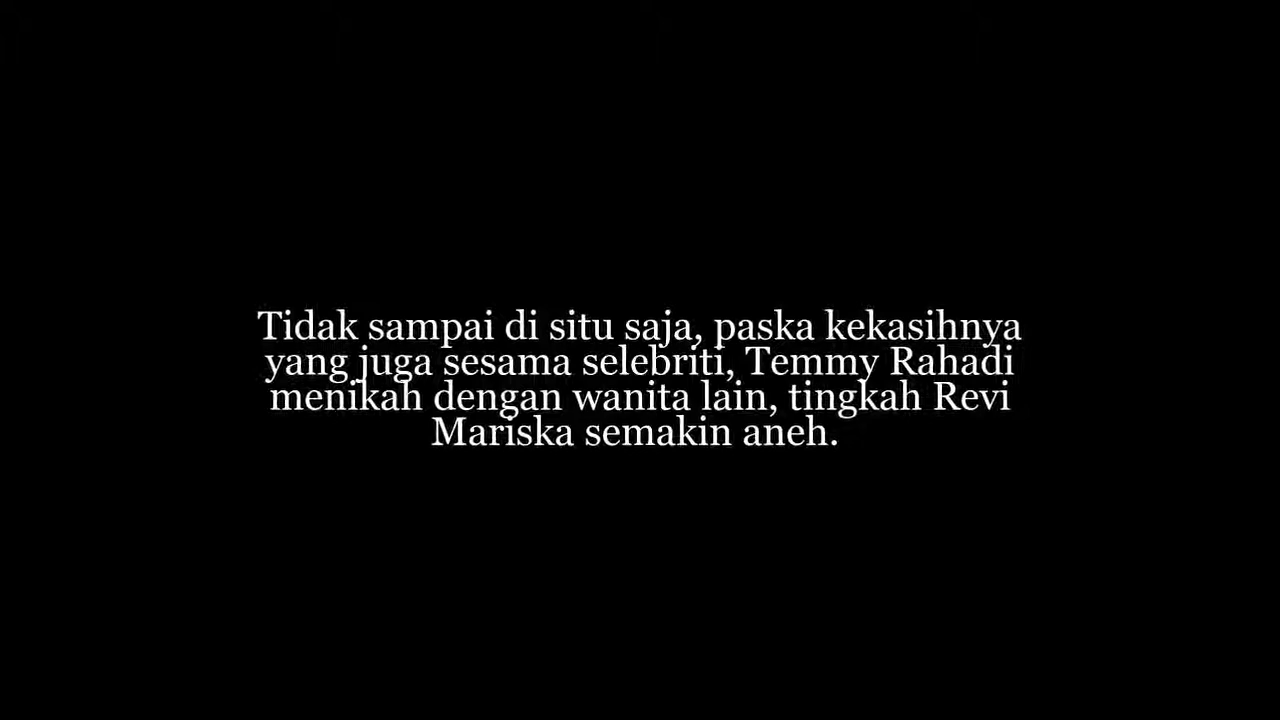 Tidak sampai di situ saja, paska kekasihnya
yang juga sesama selebriti, Temmy Rahadi
menikah dengan wanita lain, tingkah Revi
Mariska semakin aneh.